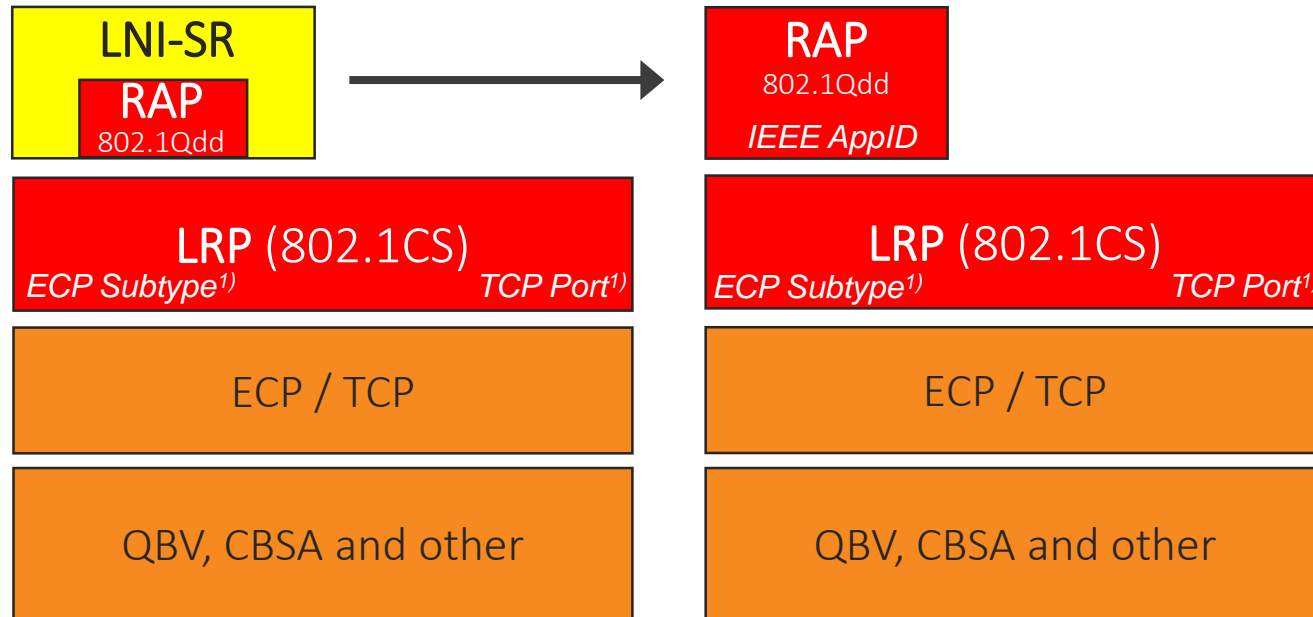 LNI-SR
RAP
802.1Qdd
LRP (802.1CS)
ECP Subtype¹⁾ TCP Port¹⁾
ECP / TCP
QBV, CBSA and other
RAP
802.1Qdd
IEEE AppID
LRP (802.1CS)
ECP Subtype¹⁾ TCP Port¹⁾
ECP / TCP
QBV, CBSA and other